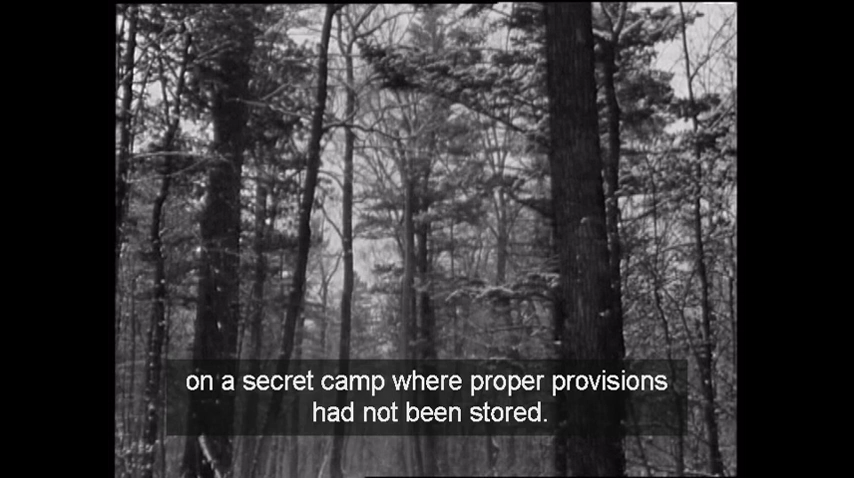 on a secret camp where proper provisions
had not been stored.